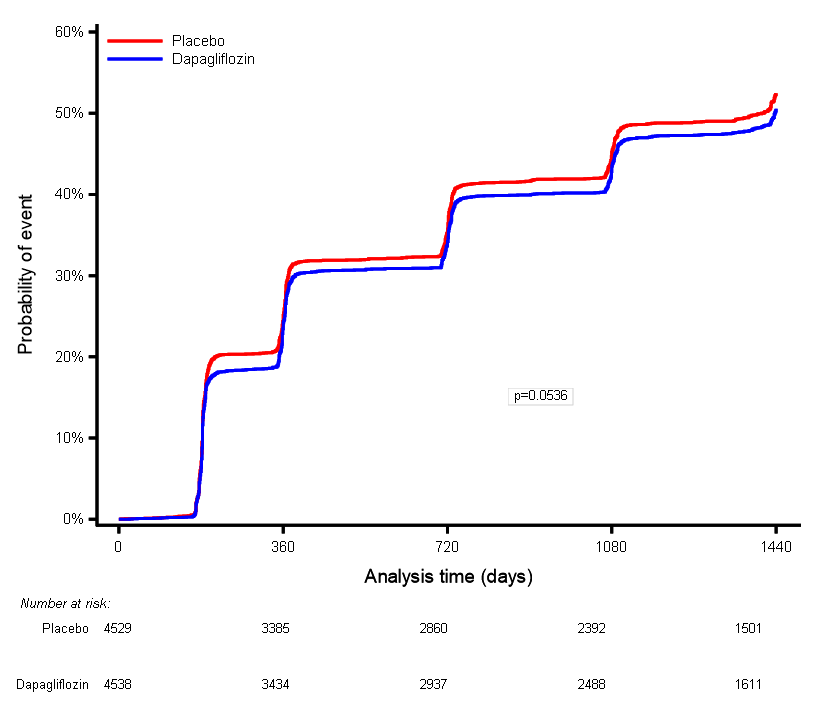 60%
Placebo
Dapagliflozin
50%
40%
30%
20%
10%
0%
Probability of event
p=0.0536
0 360 720 1080 1440
Analysis time (days)
Number at risk:
Placebo 4529 3385 2860 2392 1501
Dapagliflozin 4538 3434 2937 2488 1611